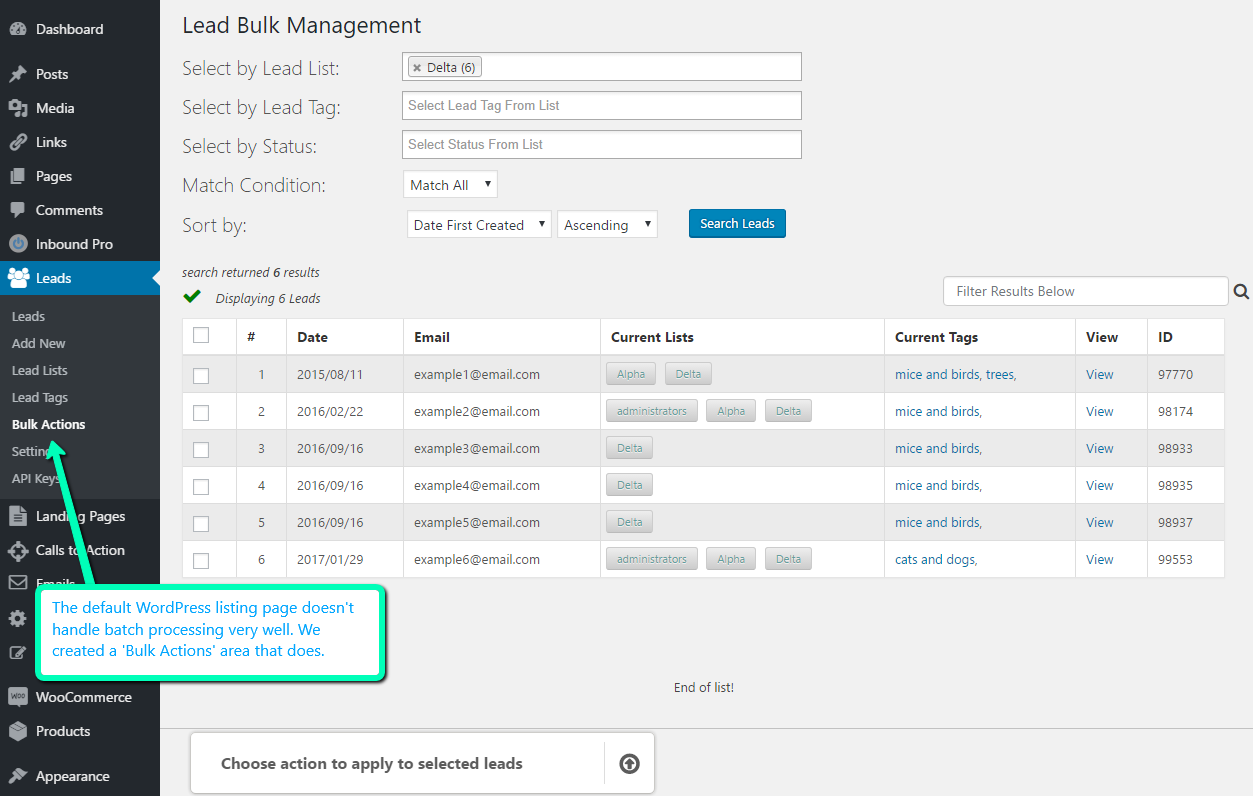 Dashboard
Posts
Media
Links
Pages
Comments
Inbound Pro
Leads
Leads
Add New
Lead Lists
Lead Tags
Bulk Actions
Settings
API Keys
Landing Pages
Calls to Action
Emails
WOO WooCommerce
Products
Appearance
The default WordPress listing page doesn't
handle batch processing very well. We
created a 'Bulk Actions' area that does.
Lead Bulk Management
Select by Lead List: × Delta (6)
Select by Lead Tag: Select Lead Tag From List
Select by Status: Select Status From List
Match Condition: Match All
Sort by: Date First Created Ascending Search Leads
search returned 6 results
Displaying 6 Leads
Filter Results Below
# Date Email Current Lists Current Tags View ID
1 2015/08/11 example1@email.com Alpha Delta mice and birds, trees, View 97770
2 2016/02/22 example2@email.com administrators Alpha Delta mice and birds, View 98174
3 2016/09/16 example3@email.com Delta mice and birds, View 98933
4 2016/09/16 example4@email.com Delta mice and birds, View 98935
5 2016/09/16 example5@email.com Delta mice and birds, View 98937
6 2017/01/29 example6@email.com administrators Alpha Delta cats and dogs, View 99553
End of list!
Choose action to apply to selected leads